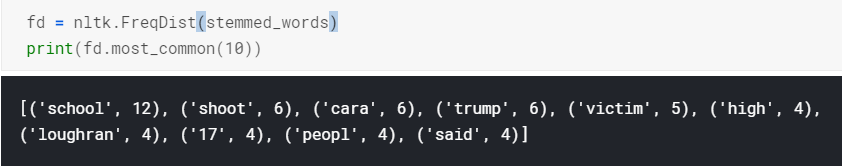 fd = nltk.FreqDist(stemmed_words)
print(fd.most_common(10))
[('school', 12), ('shoot', 6), ('cara', 6), ('trump', 6), ('victim', 5), ('high', 4),
('loughran', 4), ('17', 4), ('peopl', 4), ('said', 4)]